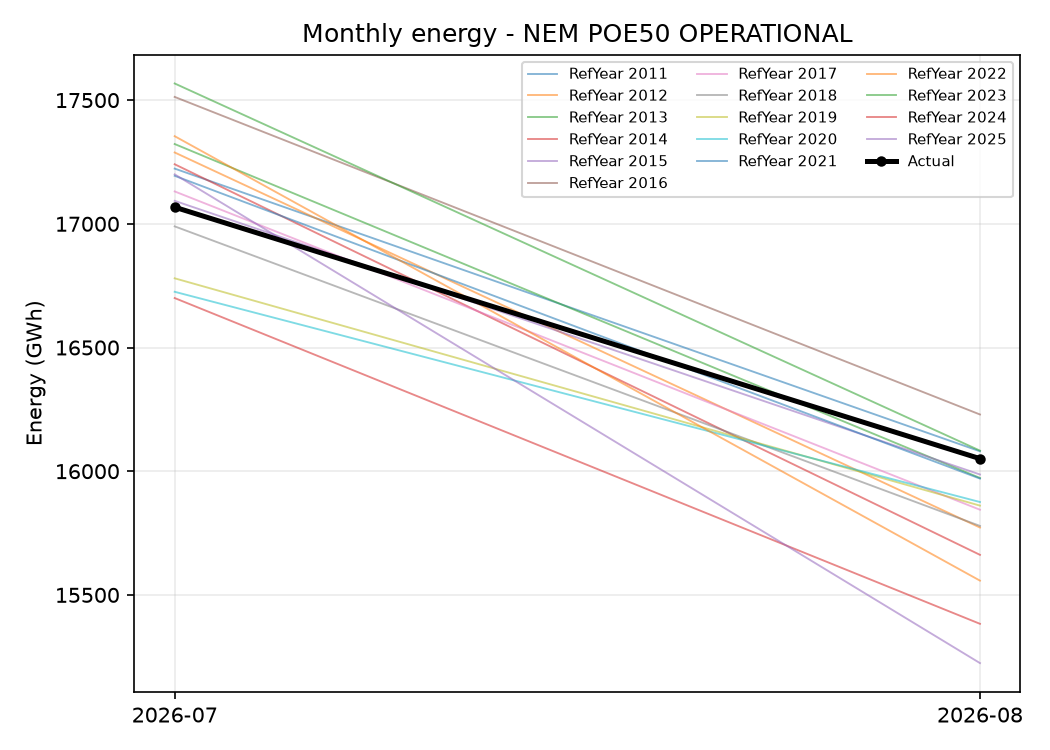 Monthly energy - NEM POE50 OPERATIONAL
RefYear 2011
RefYear 2012
RefYear 2013
RefYear 2014
RefYear 2015
RefYear 2016
RefYear 2017
RefYear 2018
RefYear 2019
RefYear 2020
RefYear 2021
RefYear 2022
RefYear 2023
RefYear 2024
RefYear 2025
Actual
Energy (GWh)
17500
17000
16500
16000
15500
2026-07
2026-08